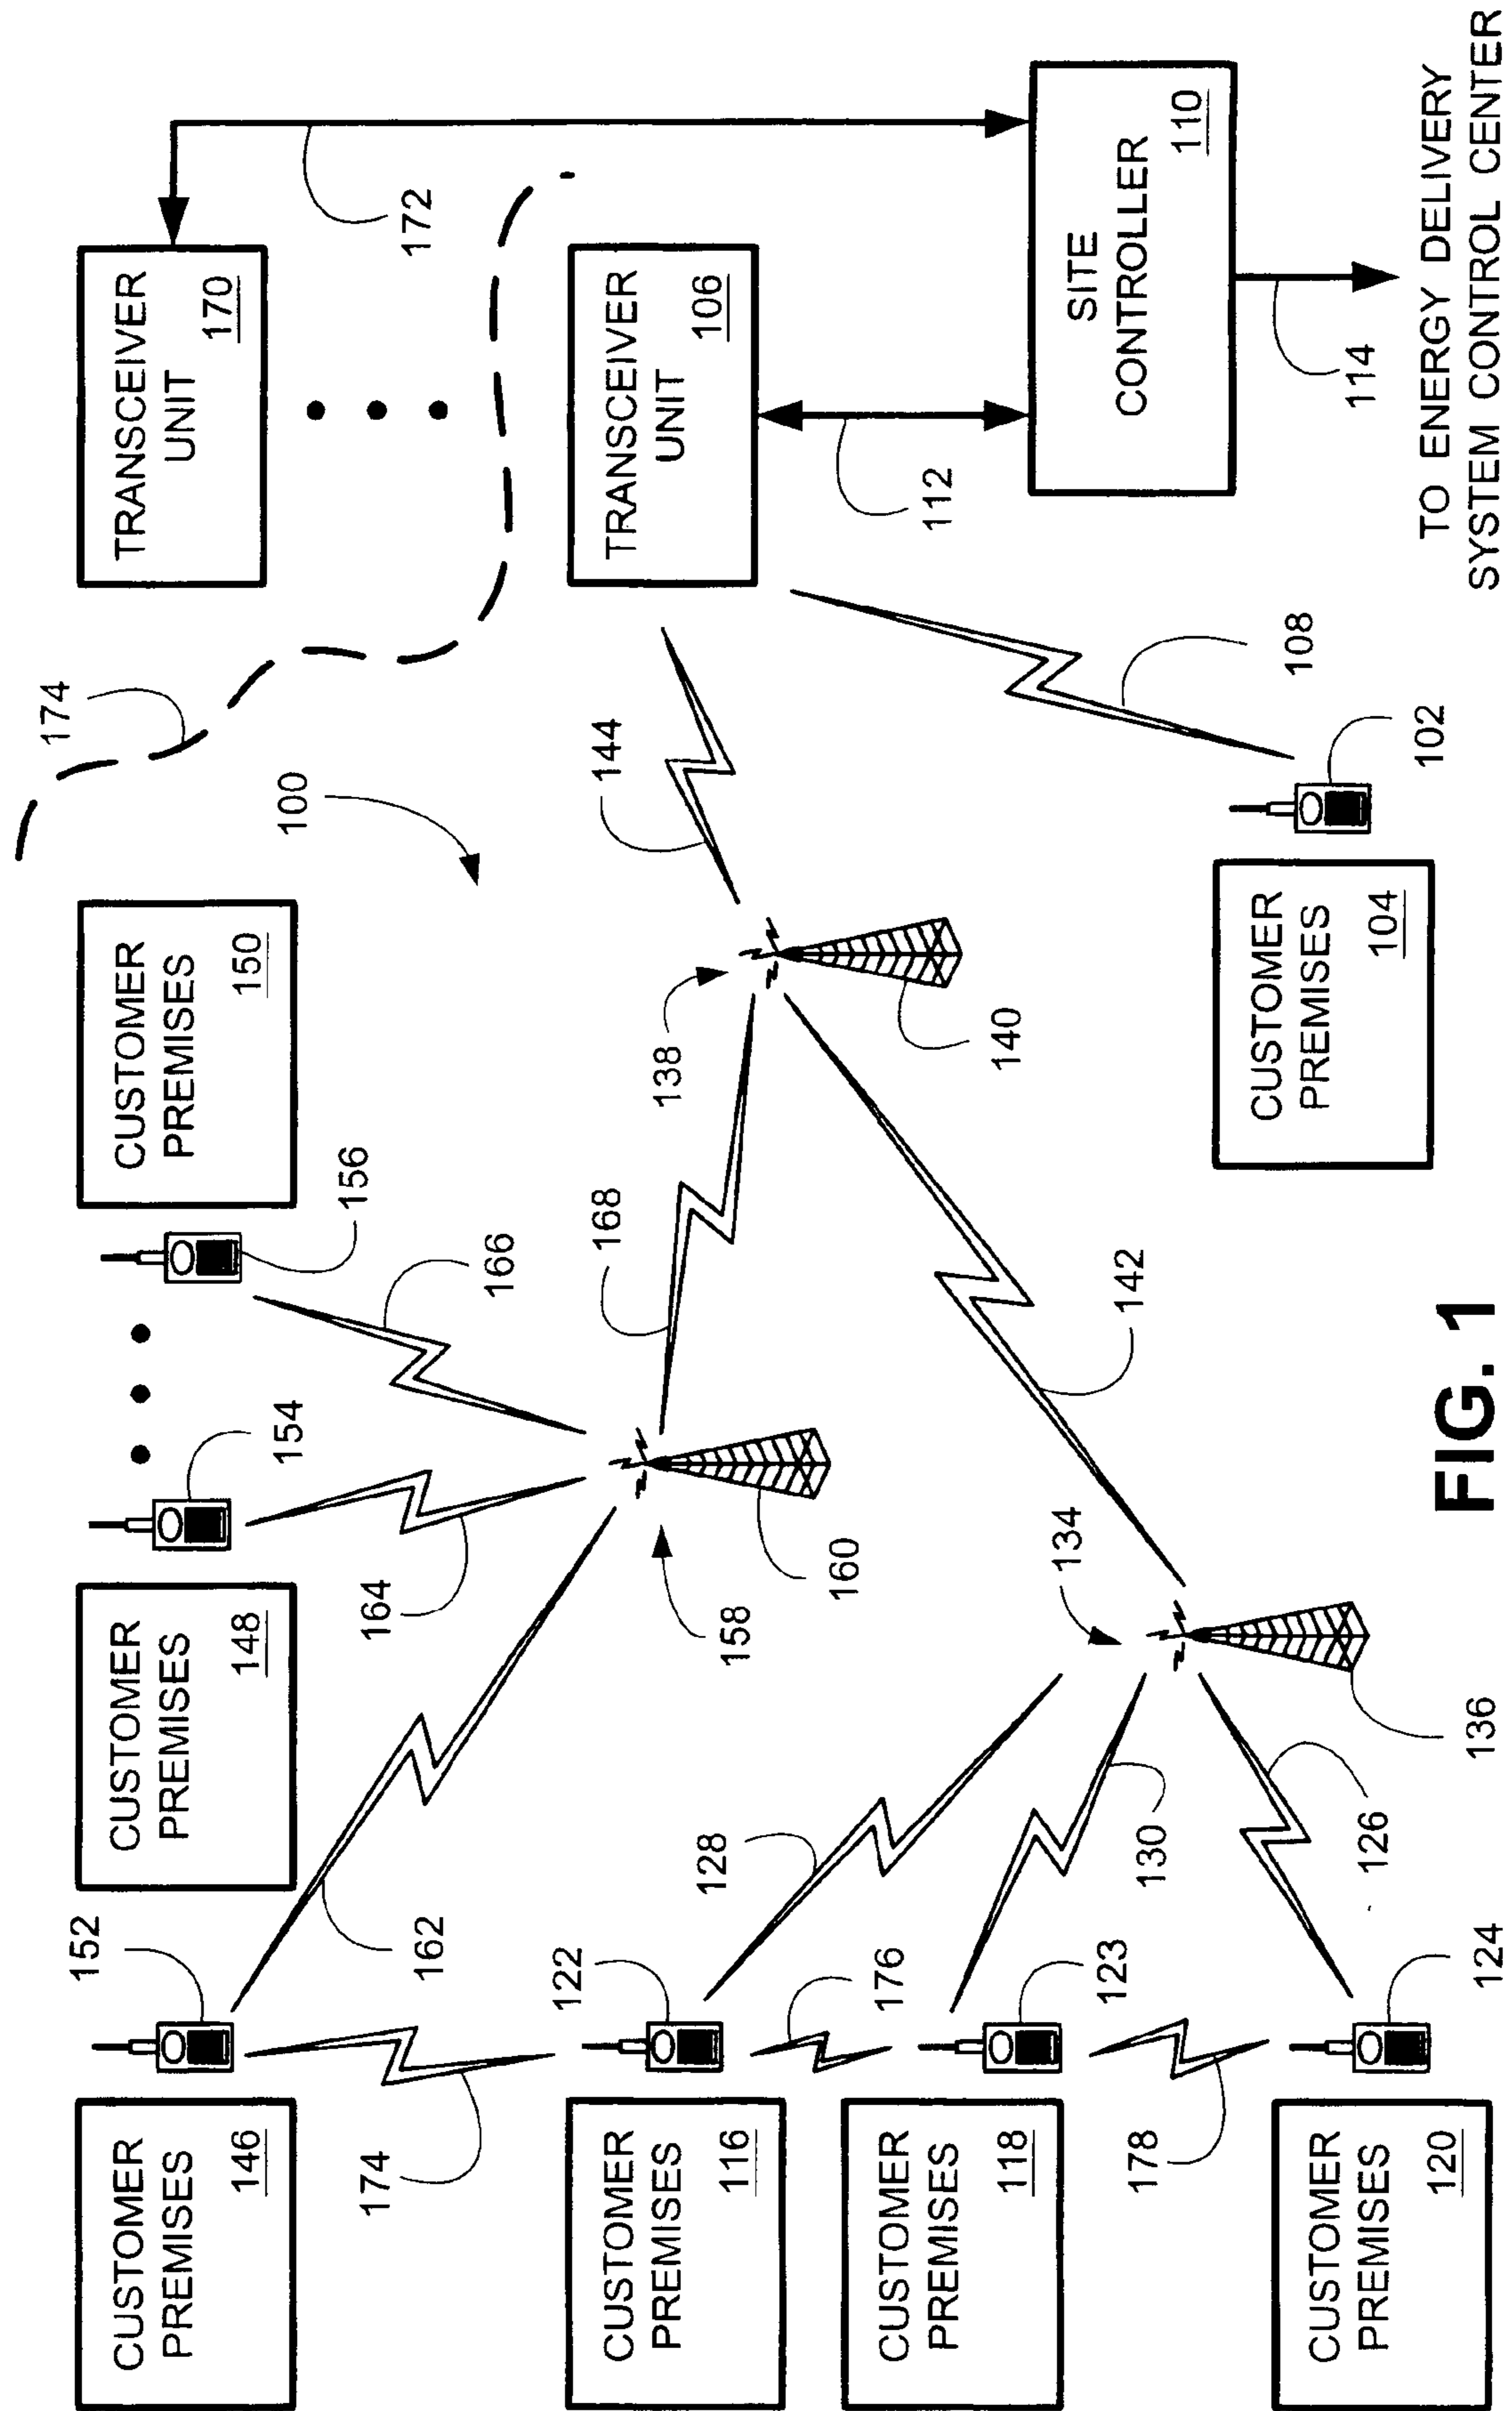 CUSTOMER
PREMISES
146
152
162
CUSTOMER
PREMISES
148
164
154
156
166
CUSTOMER
PREMISES
150
174
TRANSCEIVER
UNIT
170
172
100
174
CUSTOMER
PREMISES
116
122
128
176
158
160
168
138
140
144
TRANSCEIVER
UNIT
106
112
CUSTOMER
PREMISES
118
123
130
134
142
108
SITE
CONTROLLER
110
114
178
CUSTOMER
PREMISES
120
124
126
136
CUSTOMER
PREMISES
104
102
TO ENERGY DELIVERY
SYSTEM CONTROL CENTER
FIG. 1